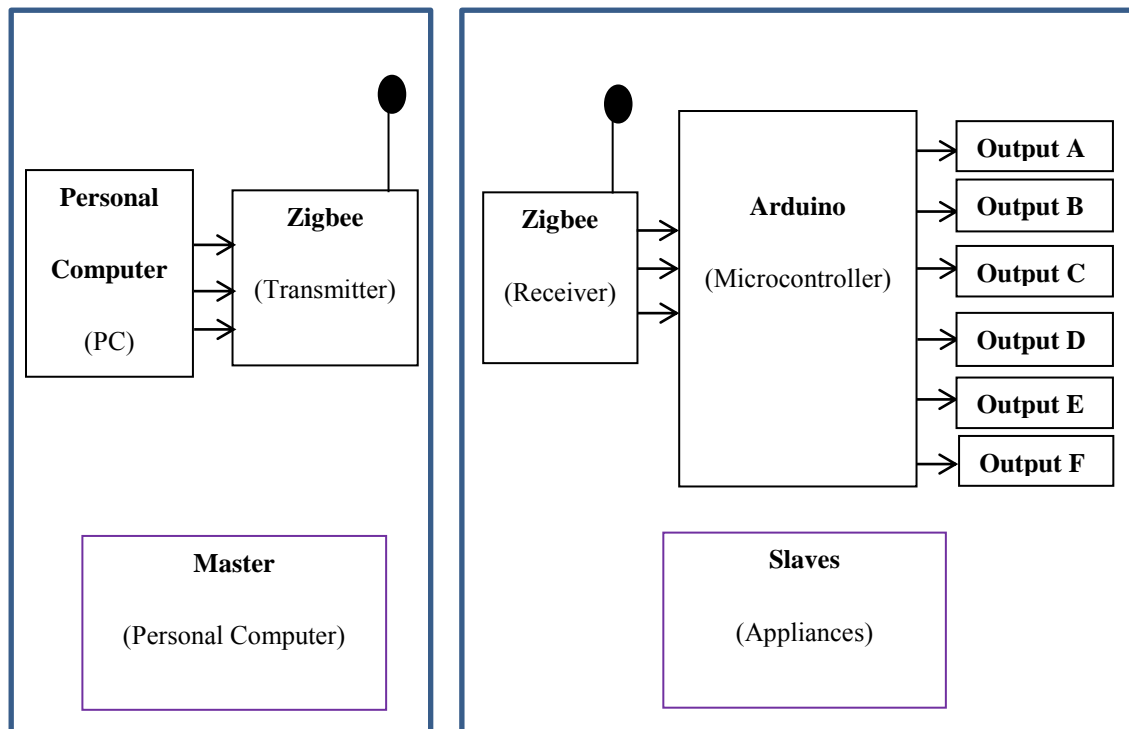 Personal
Computer
(PC)
Zigbee
(Transmitter)
Master
(Personal Computer)
Zigbee
(Receiver)
Arduino
(Microcontroller)
Output A
Output B
Output C
Output D
Output E
Output F
Slaves
(Appliances)